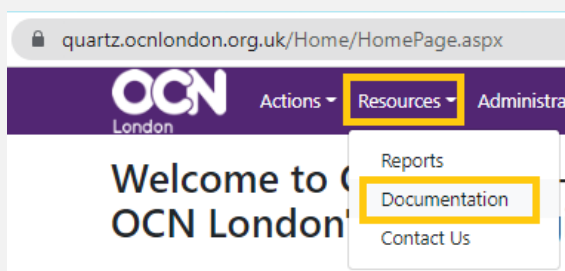 quartz.ocnlondon.org.uk/Home/HomePage.aspx
OCN
London
Actions Resources Administra
Reports
Documentation
Contact Us
Welcome to
OCN London'